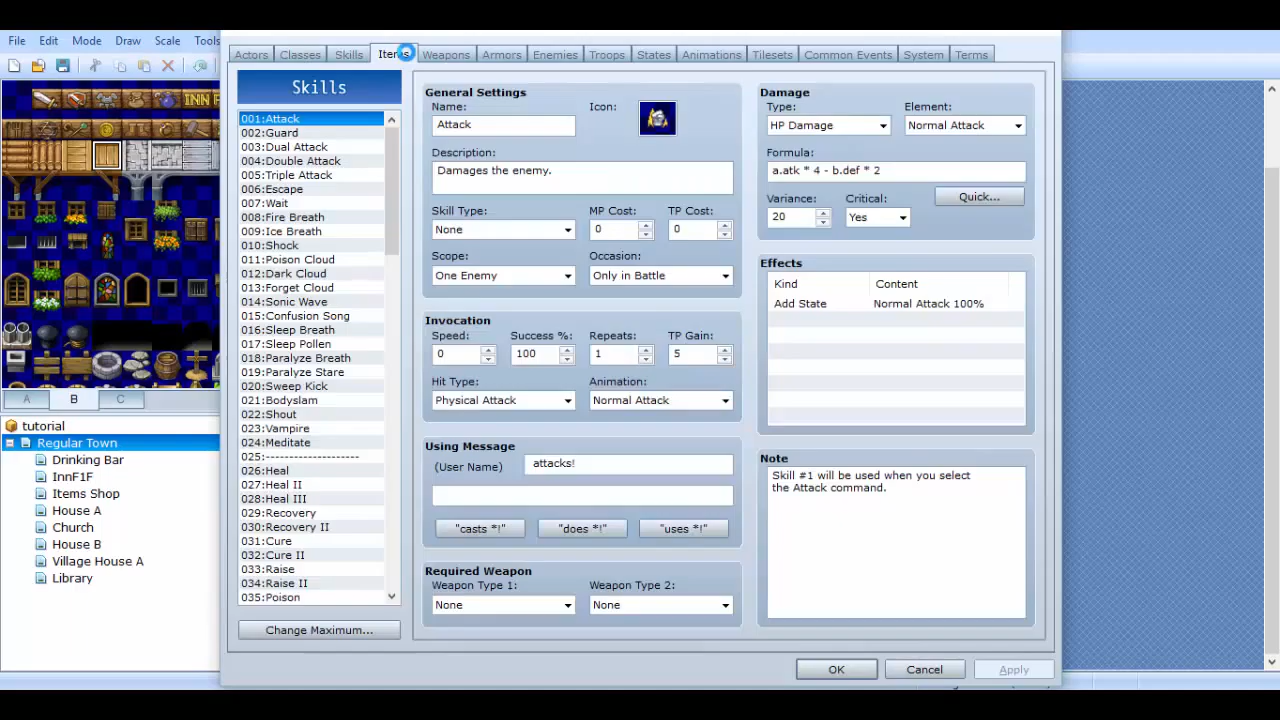 File Edit Mode Draw Scale Tools
INN
A B C
tutorial
Regular Town
Drinking Bar
InnF1F
Items Shop
House A
Church
House B
Village House A
Library
Actors Classes Skills Items Weapons Armors Enemies Troops States Animations Tilesets Common Events System Terms
Skills
001:Attack
002:Guard
003:Dual Attack
004:Double Attack
005:Triple Attack
006:Escape
007:Wait
008:Fire Breath
009:Ice Breath
010:Shock
011:Poison Cloud
012:Dark Cloud
013:Forget Cloud
014:Sonic Wave
015:Confusion Song
016:Sleep Breath
017:Sleep Pollen
018:Paralyze Breath
019:Paralyze Stare
020:Sweep Kick
021:Bodyslam
022:Shout
023:Vampire
024:Meditate
025:--------------------
026:Heal
027:Heal II
028:Heal III
029:Recovery
030:Recovery II
031:Cure
032:Cure II
033:Raise
034:Raise II
035:Poison
Change Maximum...
General Settings
Name: Icon:
Attack
Description:
Damages the enemy.
Skill Type: MP Cost: TP Cost:
None 0 0
Scope: Occasion:
One Enemy Only in Battle
Invocation
Speed: Success %: Repeats: TP Gain:
0 100 1 5
Hit Type: Animation:
Physical Attack Normal Attack
Using Message
(User Name) attacks!
"casts *!" "does *!" "uses *!"
Required Weapon
Weapon Type 1: Weapon Type 2:
None None
Damage
Type: Element:
HP Damage Normal Attack
Formula:
a.atk * 4 - b.def * 2
Variance: Critical: Quick...
20 Yes
Effects
Kind Content
Add State Normal Attack 100%
Note
Skill #1 will be used when you select
the Attack command.
OK Cancel Apply